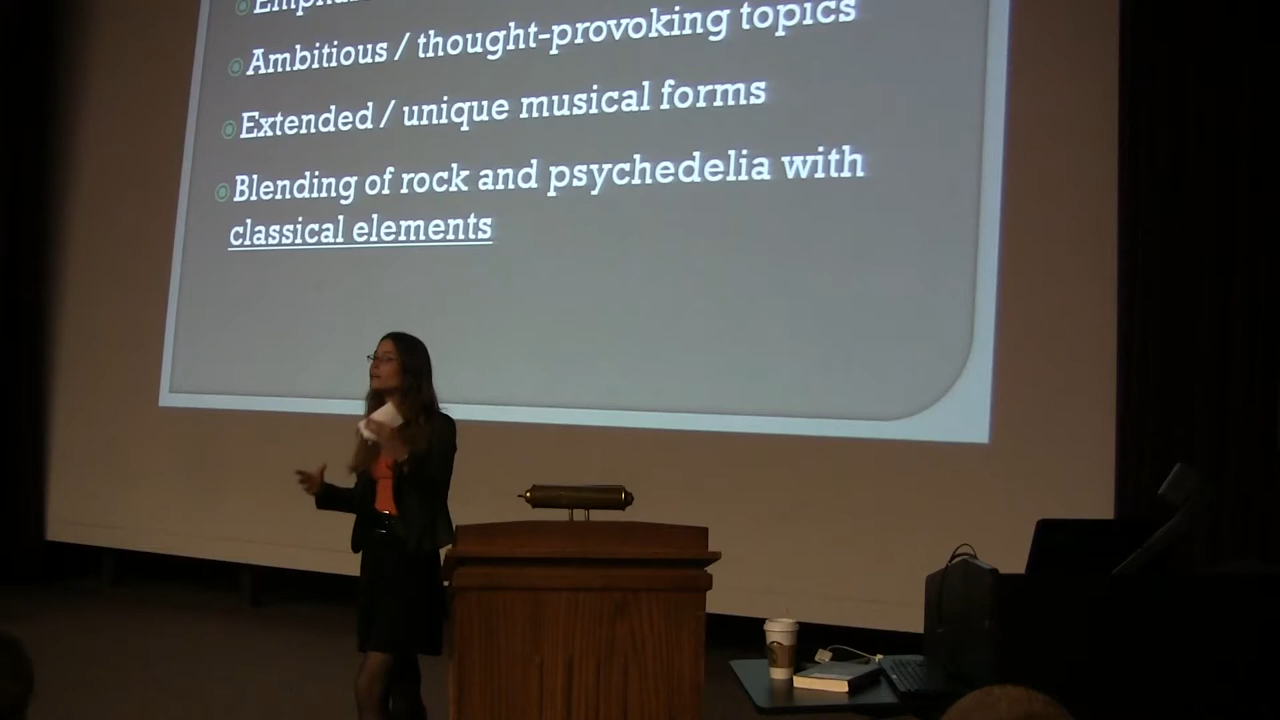 Ambitious / thought-provoking topics
Extended / unique musical forms
Blending of rock and psychedelia with
classical elements